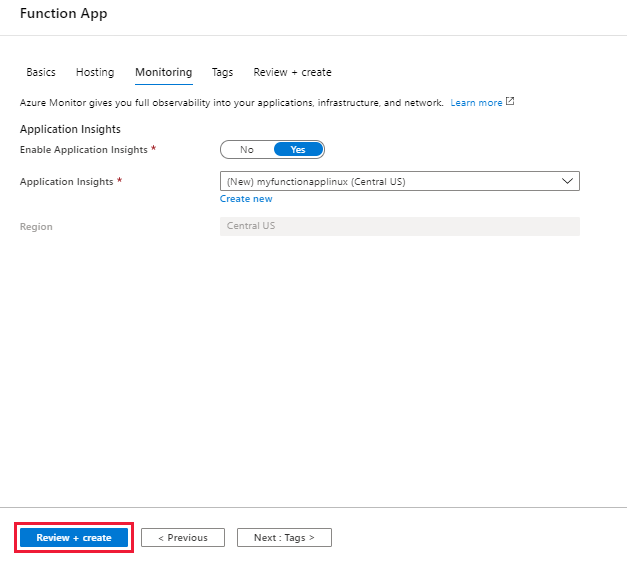 Function App
Basics Hosting Monitoring Tags Review + create
Azure Monitor gives you full observability into your applications, infrastructure, and network. Learn more
Application Insights
Enable Application Insights * No Yes
Application Insights * (New) myfunctionapplinux (Central US)
Create new
Region Central US
Review + create < Previous Next : Tags >